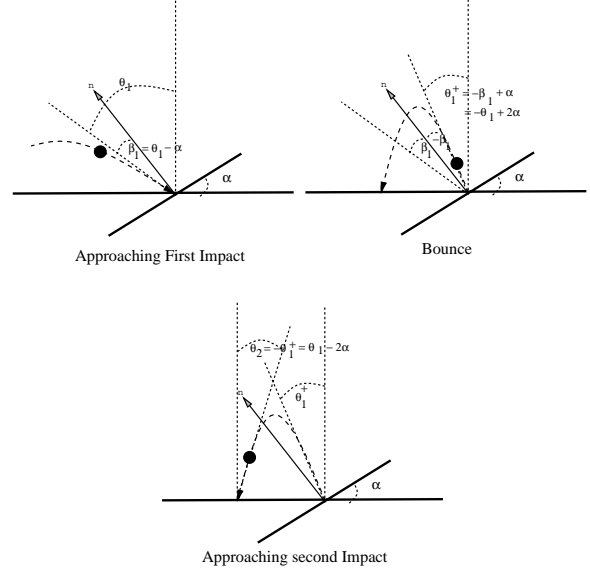 θ₁
n
β₁ = θ₁ − α
α
Approaching First Impact
n
θ₁⁺ = −β₁ + α
= −θ₁ + 2α
β₁
−β₁
α
Bounce
θ₂ = −θ₁⁺ = θ₁ − 2α
n
θ₁⁺
α
Approaching second Impact